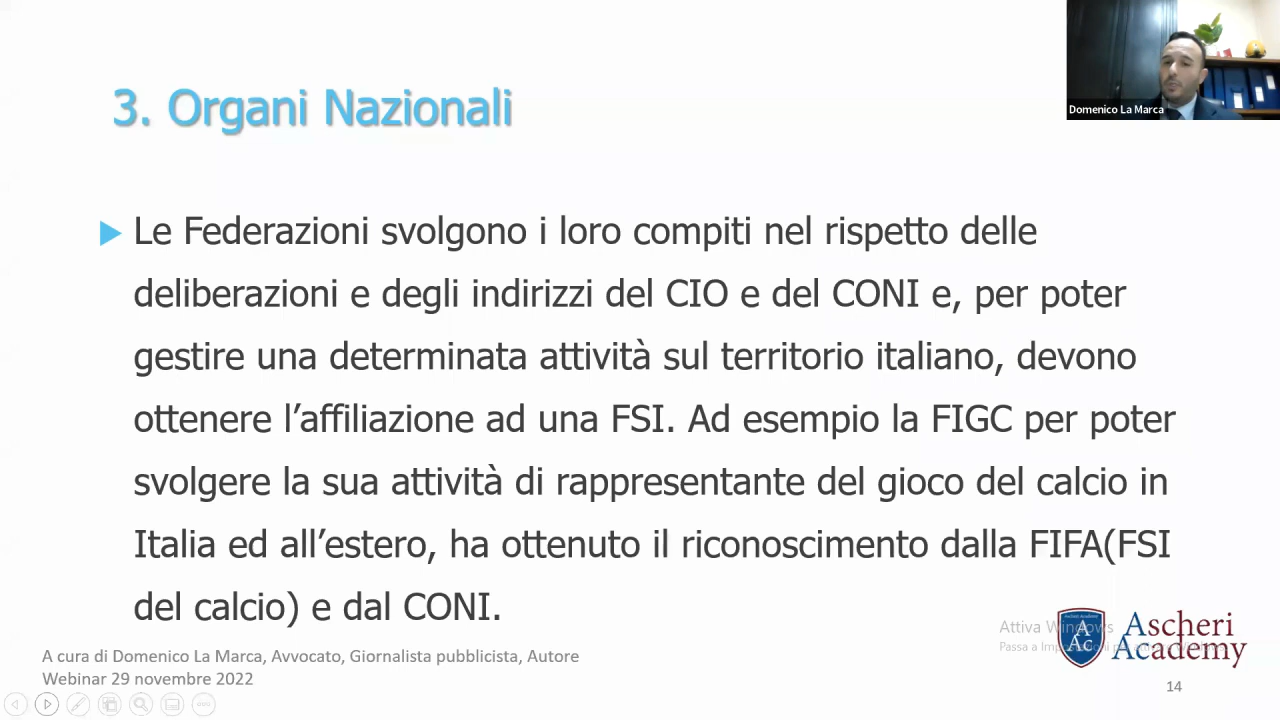 3. Organi Nazionali
Domenico La Marca
Le Federazioni svolgono i loro compiti nel rispetto delle
deliberazioni e degli indirizzi del CIO e del CONI e, per poter
gestire una determinata attività sul territorio italiano, devono
ottenere l’affiliazione ad una FSI. Ad esempio la FIGC per poter
svolgere la sua attività di rappresentante del gioco del calcio in
Italia ed all’estero, ha ottenuto il riconoscimento dalla FIFA(FSI
del calcio) e dal CONI.
Attiva Windows
Passa a
A cura di Domenico La Marca, Avvocato, Giornalista pubblicista, Autore
Webinar 29 novembre 2022
A
Ac
Ascheri
Academy
14